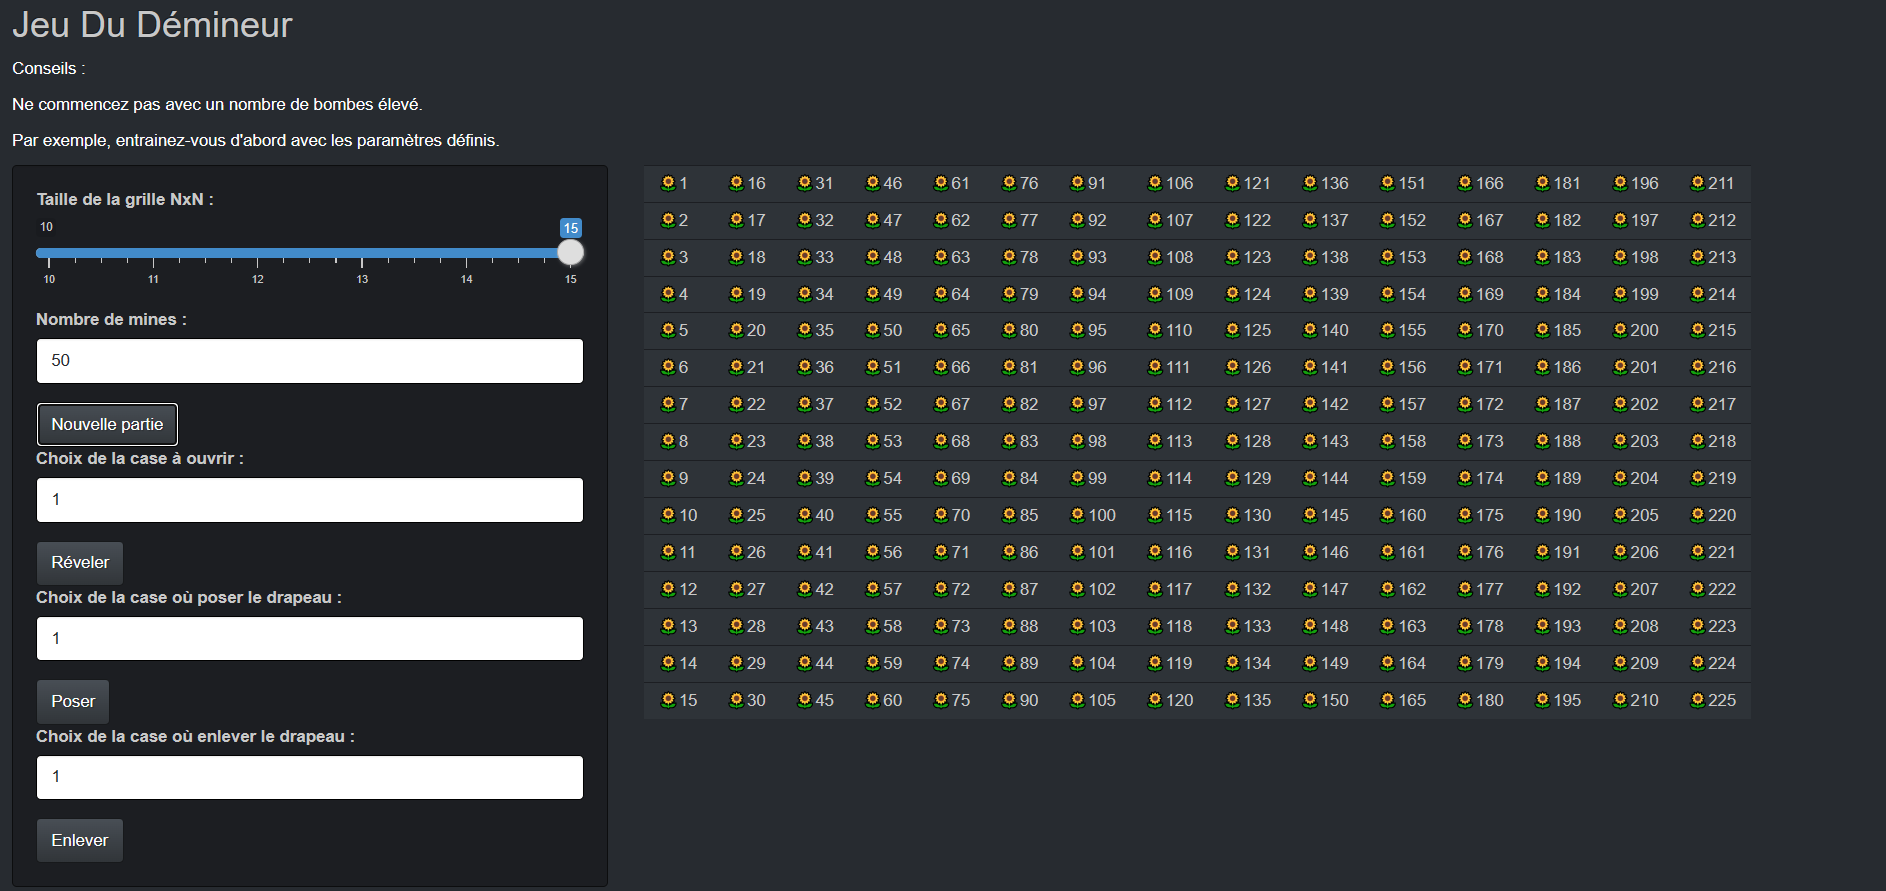 Jeu Du Démineur
Conseils :
Ne commencez pas avec un nombre de bombes élevé.
Par exemple, entrainez-vous d'abord avec les paramètres définis.
Taille de la grille NxN :
10 15
10 11 12 13 14 15
Nombre de mines :
50
Nouvelle partie
Choix de la case à ouvrir :
1
Réveler
Choix de la case où poser le drapeau :
1
Poser
Choix de la case où enlever le drapeau :
1
Enlever
🌻1 🌻16 🌻31 🌻46 🌻61 🌻76 🌻91 🌻106 🌻121 🌻136 🌻151 🌻166 🌻181 🌻196 🌻211
🌻2 🌻17 🌻32 🌻47 🌻62 🌻77 🌻92 🌻107 🌻122 🌻137 🌻152 🌻167 🌻182 🌻197 🌻212
🌻3 🌻18 🌻33 🌻48 🌻63 🌻78 🌻93 🌻108 🌻123 🌻138 🌻153 🌻168 🌻183 🌻198 🌻213
🌻4 🌻19 🌻34 🌻49 🌻64 🌻79 🌻94 🌻109 🌻124 🌻139 🌻154 🌻169 🌻184 🌻199 🌻214
🌻5 🌻20 🌻35 🌻50 🌻65 🌻80 🌻95 🌻110 🌻125 🌻140 🌻155 🌻170 🌻185 🌻200 🌻215
🌻6 🌻21 🌻36 🌻51 🌻66 🌻81 🌻96 🌻111 🌻126 🌻141 🌻156 🌻171 🌻186 🌻201 🌻216
🌻7 🌻22 🌻37 🌻52 🌻67 🌻82 🌻97 🌻112 🌻127 🌻142 🌻157 🌻172 🌻187 🌻202 🌻217
🌻8 🌻23 🌻38 🌻53 🌻68 🌻83 🌻98 🌻113 🌻128 🌻143 🌻158 🌻173 🌻188 🌻203 🌻218
🌻9 🌻24 🌻39 🌻54 🌻69 🌻84 🌻99 🌻114 🌻129 🌻144 🌻159 🌻174 🌻189 🌻204 🌻219
🌻10 🌻25 🌻40 🌻55 🌻70 🌻85 🌻100 🌻115 🌻130 🌻145 🌻160 🌻175 🌻190 🌻205 🌻220
🌻11 🌻26 🌻41 🌻56 🌻71 🌻86 🌻101 🌻116 🌻131 🌻146 🌻161 🌻176 🌻191 🌻206 🌻221
🌻12 🌻27 🌻42 🌻57 🌻72 🌻87 🌻102 🌻117 🌻132 🌻147 🌻162 🌻177 🌻192 🌻207 🌻222
🌻13 🌻28 🌻43 🌻58 🌻73 🌻88 🌻103 🌻118 🌻133 🌻148 🌻163 🌻178 🌻193 🌻208 🌻223
🌻14 🌻29 🌻44 🌻59 🌻74 🌻89 🌻104 🌻119 🌻134 🌻149 🌻164 🌻179 🌻194 🌻209 🌻224
🌻15 🌻30 🌻45 🌻60 🌻75 🌻90 🌻105 🌻120 🌻135 🌻150 🌻165 🌻180 🌻195 🌻210 🌻225